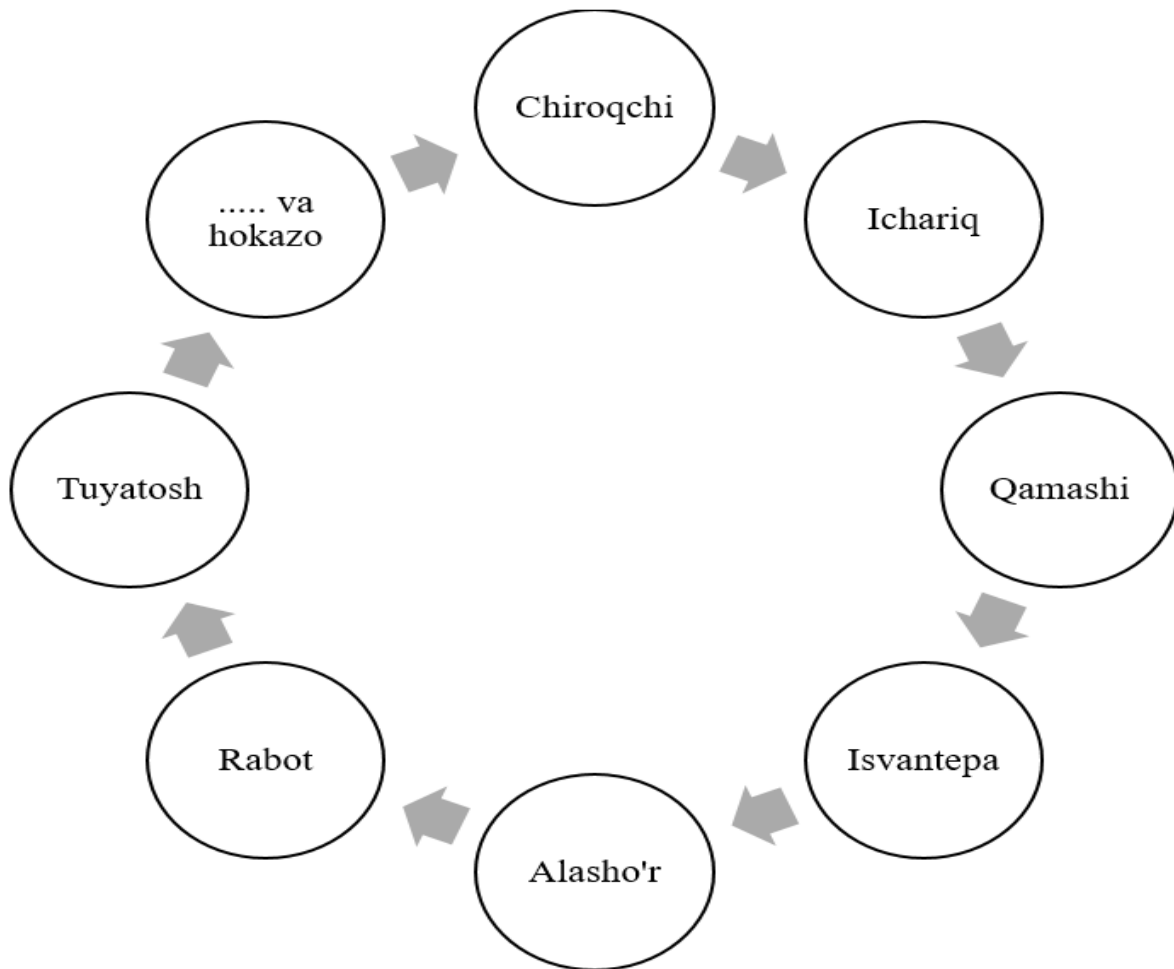 Chiroqchi
Ichariq
Qamashi
Isvantepa
Alasho'r
Rabot
Tuyatosh
..... va
hokazo